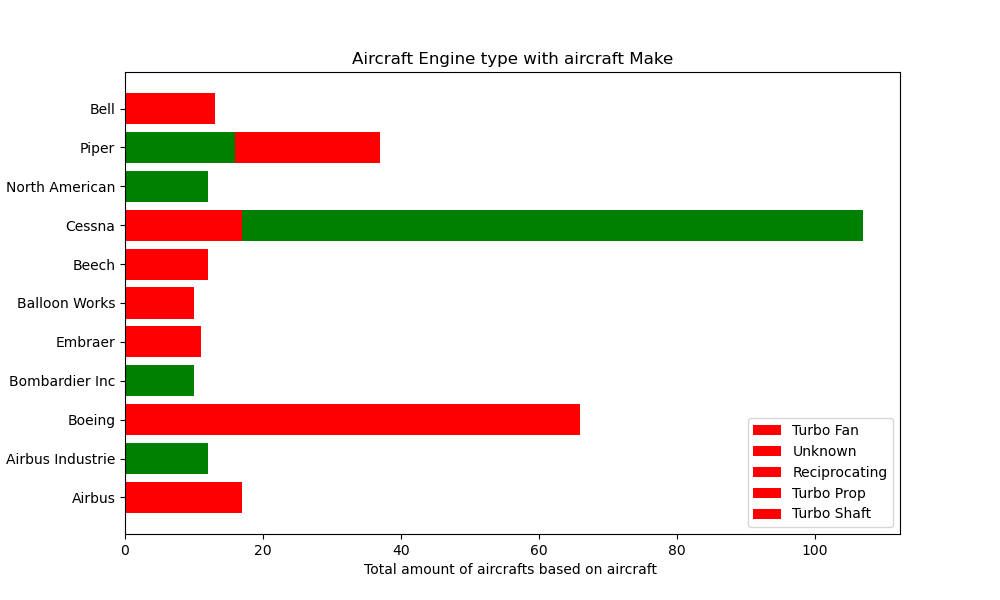 Aircraft Engine type with aircraft Make
Bell
Piper
North American
Cessna
Beech
Balloon Works
Embraer
Bombardier Inc
Boeing
Airbus Industrie
Airbus
Turbo Fan
Unknown
Reciprocating
Turbo Prop
Turbo Shaft
0 20 40 60 80 100
Total amount of aircrafts based on aircraft